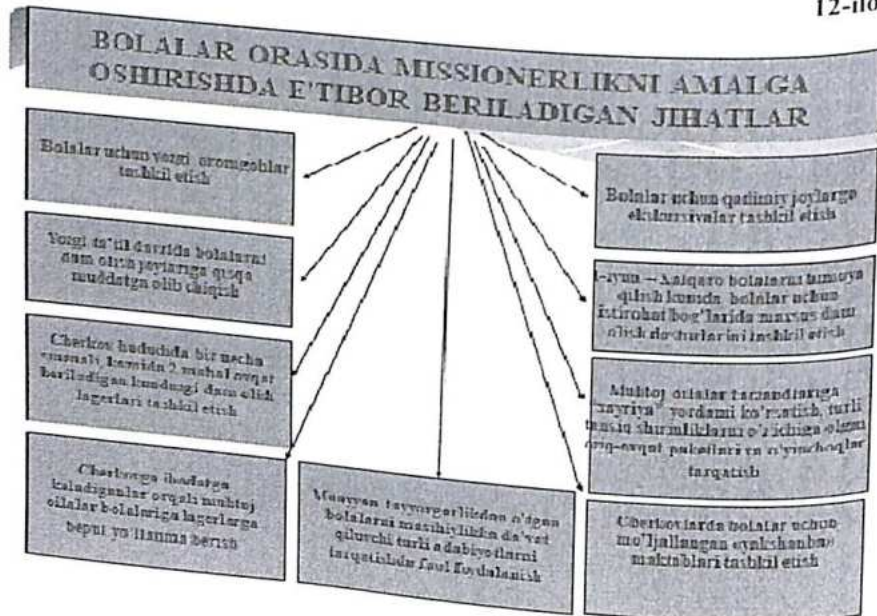 12-ilo
BOLALAR ORASIDA MISSIONERLIKNI AMALGA
OSHIRISHDA E'TIBOR BERILADIGAN JIHATLAR
Bolalar uchun yozgi oromgohlar
tashkil etish
Yozgi ta'til davrida bolalarni
dam olish joylariga qisqa
muddatga olib chiqish
Cherkov hududida bir necha
kamida 2 mahal ovqat
beriladigan kunduzgi dam olish
lagerlari tashkil etish
Cherkovga ibodatga
keladiganlar orqali muhtoj
oilalar bolalariga lagerlarga
bepul yo'llanma berish
Muayyan tayyorgarlikdan o'tgan
bolalarni masihiylikka da'vat
qiluvchi turli adabiyotlarni
tarqatishda faol foydalanish
Bolalar uchun qadimiy joylarga
ekskursiyalar tashkil etish
1-iyun – Xalqaro bolalarni himoya
qilish kunida bolalar uchun
istirohat bog'larida maxsus dam
olish dasturlarini tashkil etish
Muhtoj oilalar farzandlariga
"xayriya" yordami ko'rsatish, turli
shirinliklarni o'z ichiga olgan
oziq-ovqat paketlari va o'yinchoqlar
tarqatish
Cherkovlarda bolalar uchun
mo'ljallangan «yakshanba»
maktablari tashkil etish